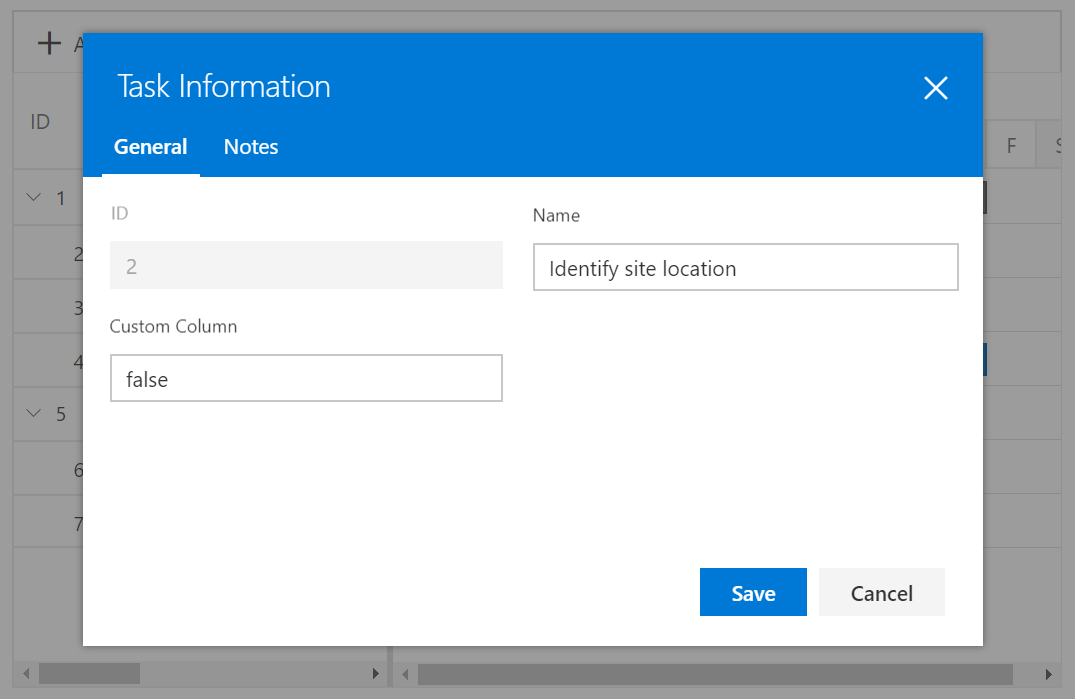 A
Task Information
General Notes
ID
F
S
1
2
3
4
5
6
7
ID
2
Name
Identify site location
Custom Column
false
Save
Cancel